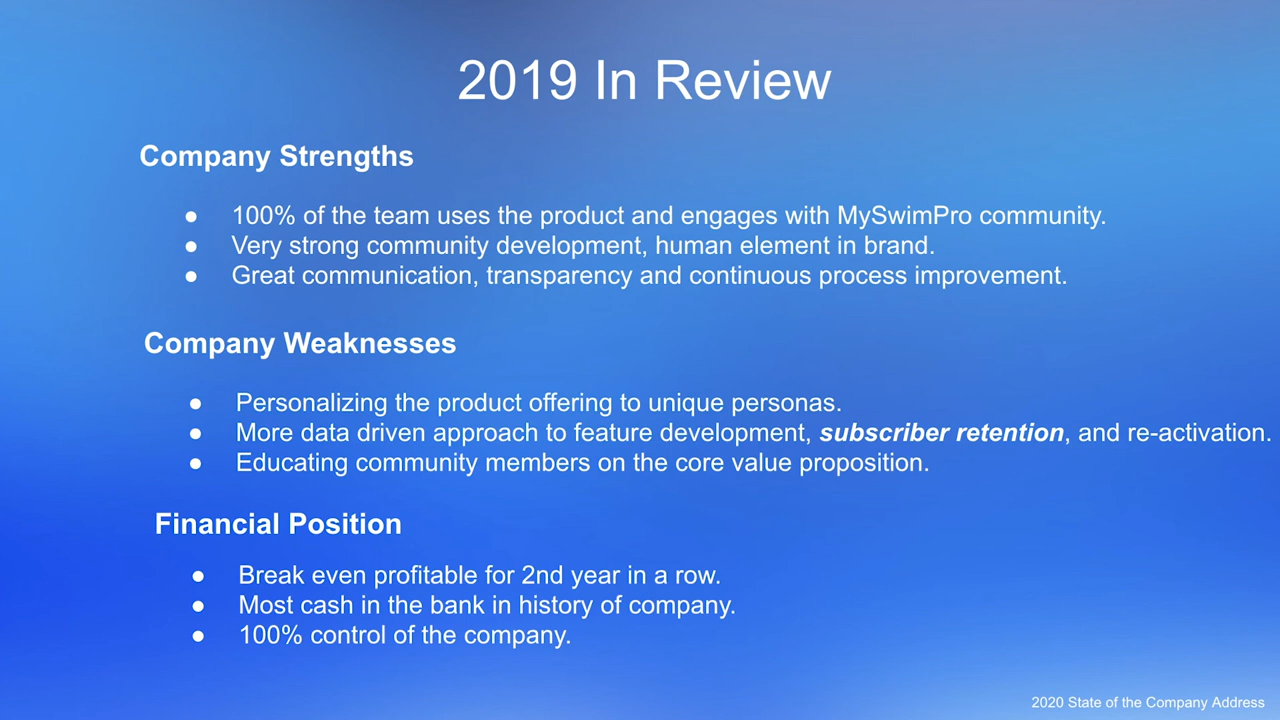 2019 In Review
Company Strengths
● 100% of the team uses the product and engages with MySwimPro community.
● Very strong community development, human element in brand.
● Great communication, transparency and continuous process improvement.
Company Weaknesses
● Personalizing the product offering to unique personas.
● More data driven approach to feature development, subscriber retention, and re-activation.
● Educating community members on the core value proposition.
Financial Position
● Break even profitable for 2nd year in a row.
● Most cash in the bank in history of company.
● 100% control of the company.
2020 State of the Company Address